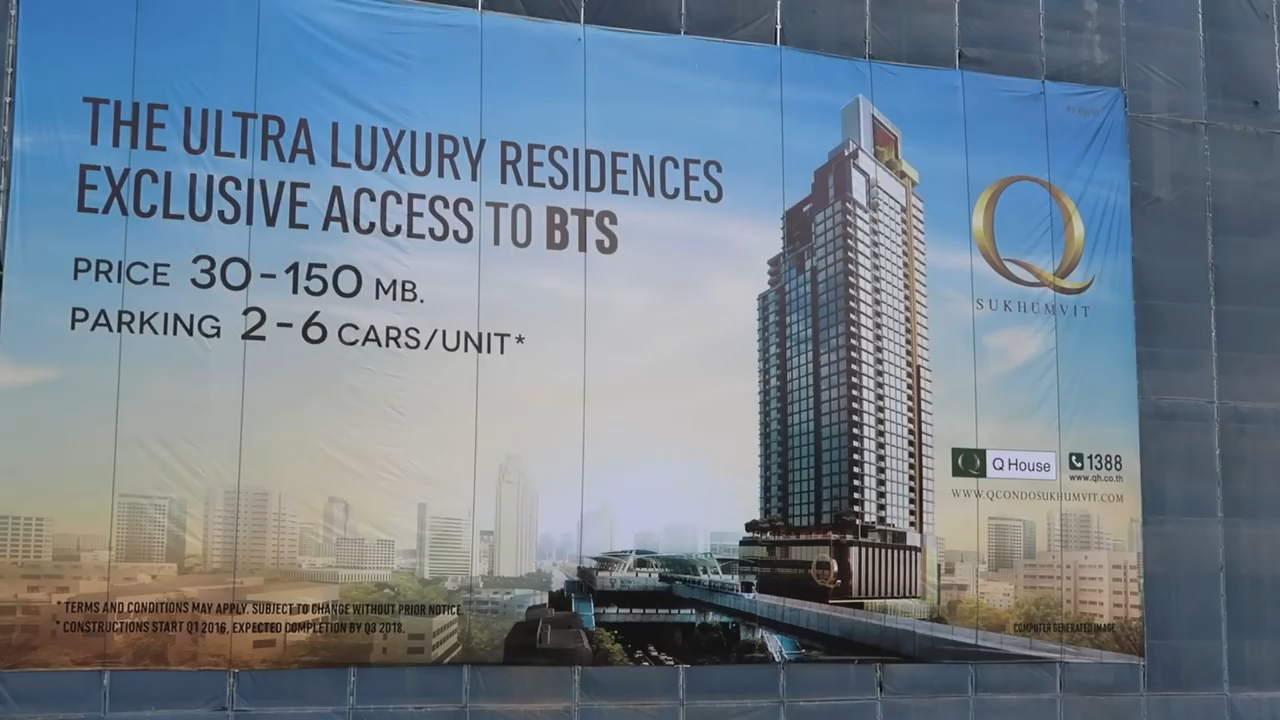 THE ULTRA LUXURY RESIDENCES
EXCLUSIVE ACCESS TO BTS
PRICE 30-150 MB.
PARKING 2-6 CARS/UNIT*
Q
SUKHUMVIT
Q Q House
1388
www.qh.co.th
WWW.QCONDOSUKHUMVIT.COM
* TERMS AND CONDITIONS MAY APPLY. SUBJECT TO CHANGE WITHOUT PRIOR NOTICE.
* CONSTRUCTIONS START Q1 2016, EXPECTED COMPLETION BY Q3 2018.
COMPUTER GENERATED IMAGE